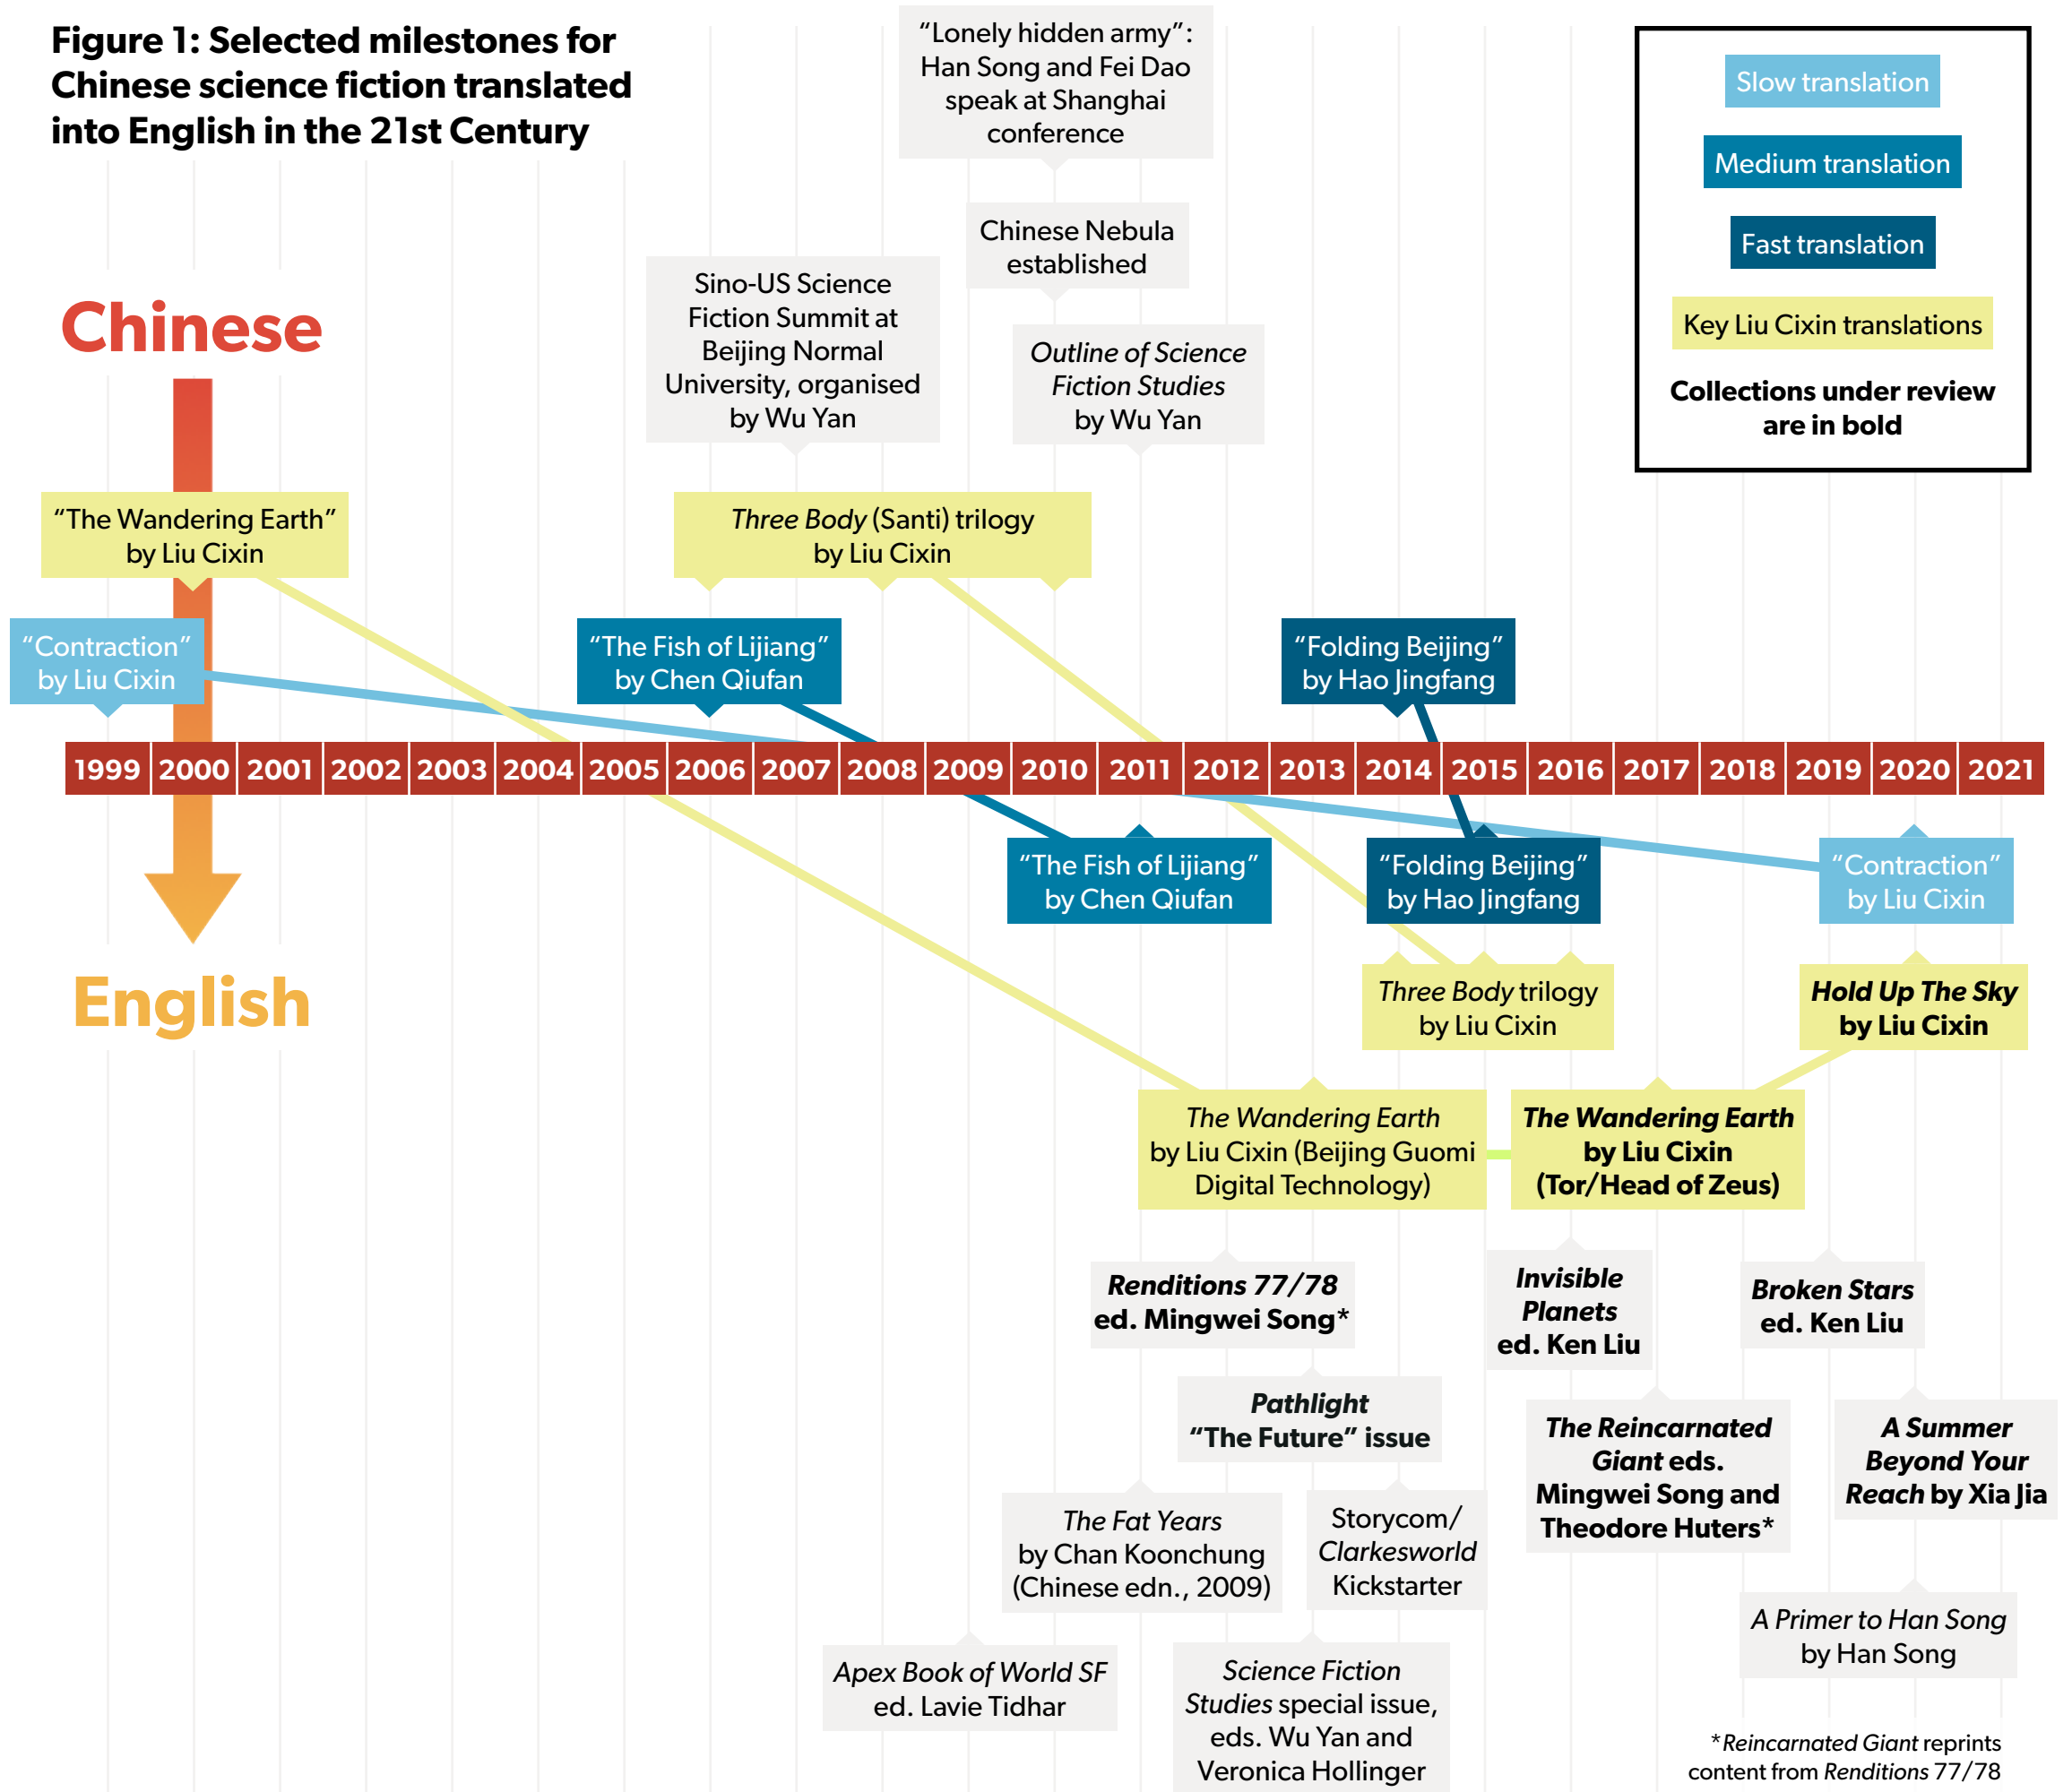 Figure 1: Selected milestones for
Chinese science fiction translated
into English in the 21st Century
“Lonely hidden army”:
Han Song and Fei Dao
speak at Shanghai
conference
Chinese Nebula
established
Sino-US Science
Fiction Summit at
Beijing Normal
University, organised
by Wu Yan
Outline of Science
Fiction Studies
by Wu Yan
Slow translation
Medium translation
Fast translation
Key Liu Cixin translations
Collections under review
are in bold
Chinese
“The Wandering Earth”
by Liu Cixin
Three Body (Santi) trilogy
by Liu Cixin
“Contraction”
by Liu Cixin
“The Fish of Lijiang”
by Chen Qiufan
“Folding Beijing”
by Hao Jingfang
1999 2000 2001 2002 2003 2004 2005 2006 2007 2008 2009 2010 2011 2012 2013 2014 2015 2016 2017 2018 2019 2020 2021
“The Fish of Lijiang”
by Chen Qiufan
“Folding Beijing”
by Hao Jingfang
“Contraction”
by Liu Cixin
English
Three Body trilogy
by Liu Cixin
Hold Up The Sky
by Liu Cixin
The Wandering Earth
by Liu Cixin (Beijing Guomi
Digital Technology)
The Wandering Earth
by Liu Cixin
(Tor/Head of Zeus)
Renditions 77/78
ed. Mingwei Song*
Invisible
Planets
ed. Ken Liu
Broken Stars
ed. Ken Liu
Pathlight
“The Future” issue
The Reincarnated
Giant eds.
Mingwei Song and
Theodore Huters*
A Summer
Beyond Your
Reach by Xia Jia
The Fat Years
by Chan Koonchung
(Chinese edn., 2009)
Storycom/
Clarkesworld
Kickstarter
A Primer to Han Song
by Han Song
Apex Book of World SF
ed. Lavie Tidhar
Science Fiction
Studies special issue,
eds. Wu Yan and
Veronica Hollinger
*Reincarnated Giant reprints
content from Renditions 77/78